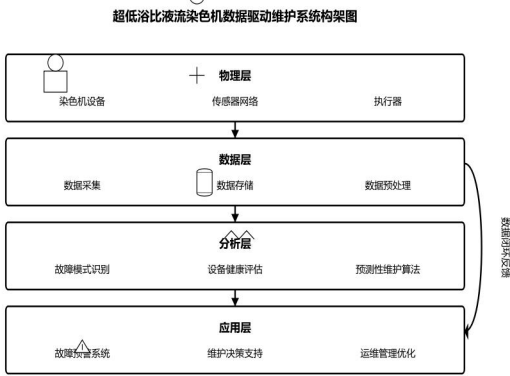 超低浴比液流染色机数据驱动维护系统构架图
物理层
染色机设备 传感器网络 执行器
数据层
数据采集 数据存储 数据预处理
分析层
故障模式识别 设备健康评估 预测性维护算法
应用层
故障预警系统 维护决策支持 运维管理优化
数据闭环反馈